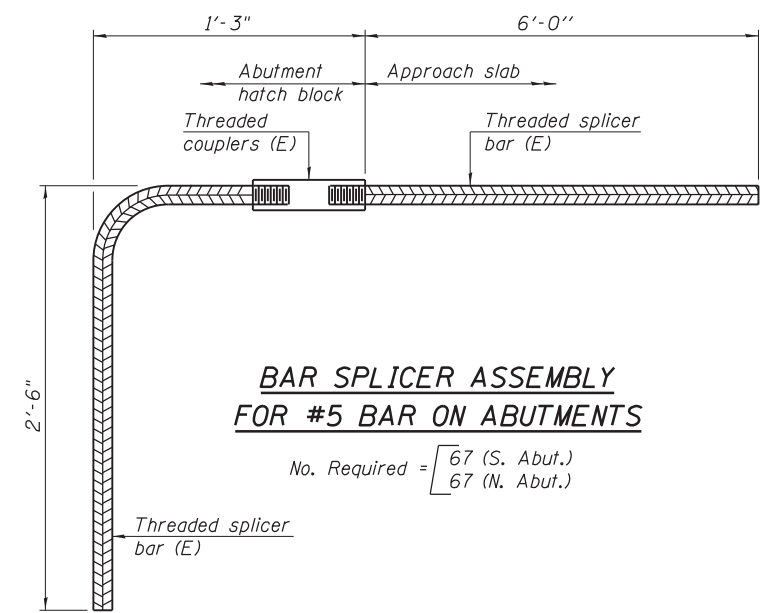 1'-3"
6'-0''
Abutment
hatch block
Approach slab
Threaded
couplers (E)
Threaded splicer
bar (E)
2'-6"
BAR SPLICER ASSEMBLY
FOR #5 BAR ON ABUTMENTS
No. Required =
67 (S. Abut.)
67 (N. Abut.)
Threaded splicer
bar (E)